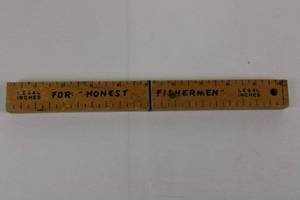 LEGAL INCHES FOR: "HONEST FISHERMEN" LEGAL INCHES